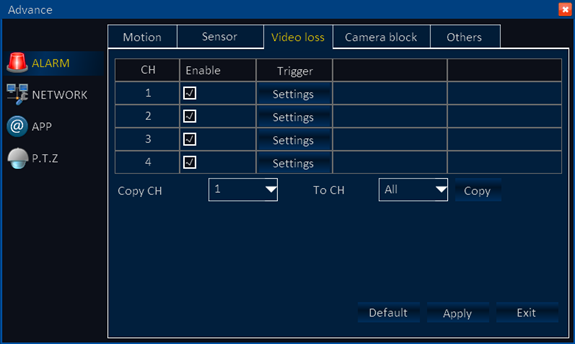 Advance
Motion Sensor Video loss Camera block Others
ALARM
NETWORK
APP
P.T.Z
CH Enable Trigger
1 Settings
2 Settings
3 Settings
4 Settings
Copy CH 1 To CH All Copy
Default Apply Exit